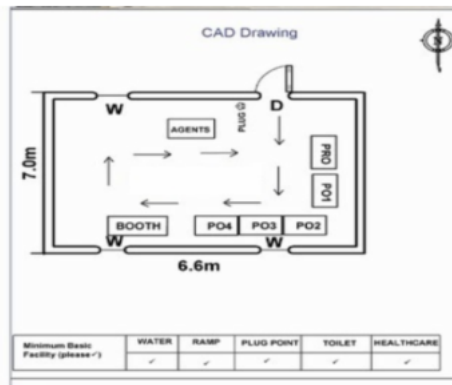 CAD Drawing
N
W
D
PLUG
AGENTS
PRO
PO1
7.0m
BOOTH
PO4
PO3
PO2
W
W
6.6m
Minimum Basic Facility (please✓)
WATER
RAMP
PLUG POINT
TOILET
HEALTHCARE
✓ ✓ ✓ ✓ ✓